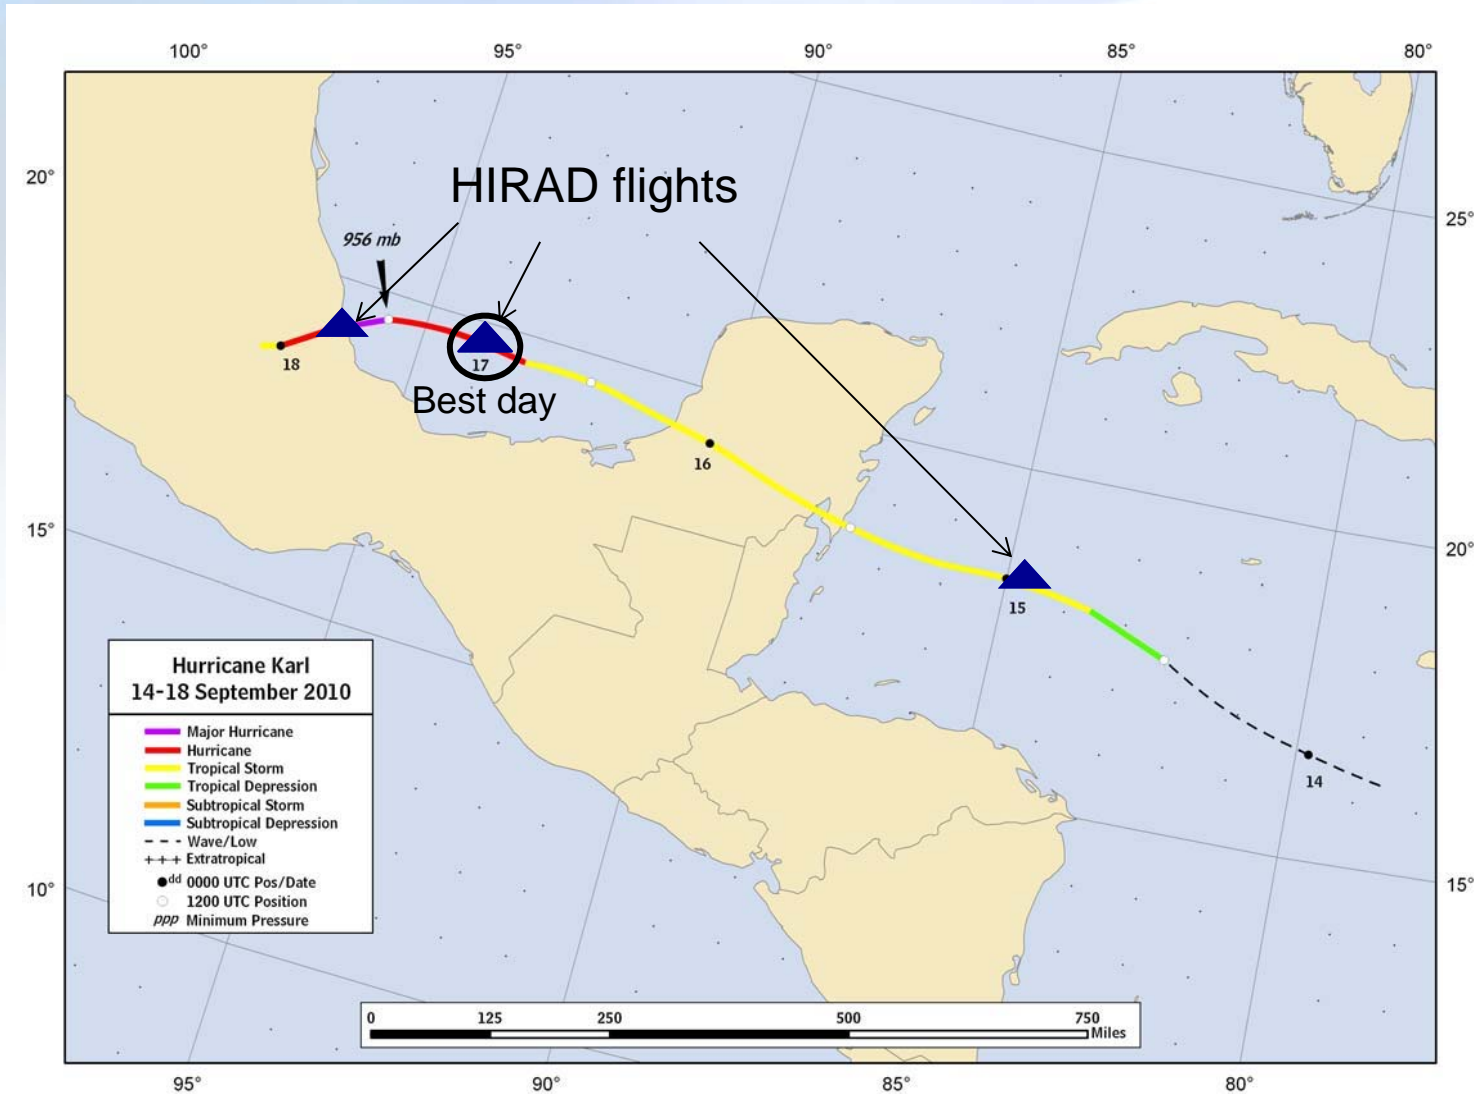 100°
95°
90°
85°
80°
20°
HIRAD flights
25°
956 mb
18
17
Best day
16
15°
20°
15
14
Hurricane Karl
14-18 September 2010
Major Hurricane
Hurricane
Tropical Storm
Tropical Depression
Subtropical Storm
Subtropical Depression
Wave/Low
Extratropical
dd 0000 UTC Pos/Date
1200 UTC Position
ppp Minimum Pressure
10°
15°
0 125 250 500 750
Miles
95°
90°
85°
80°